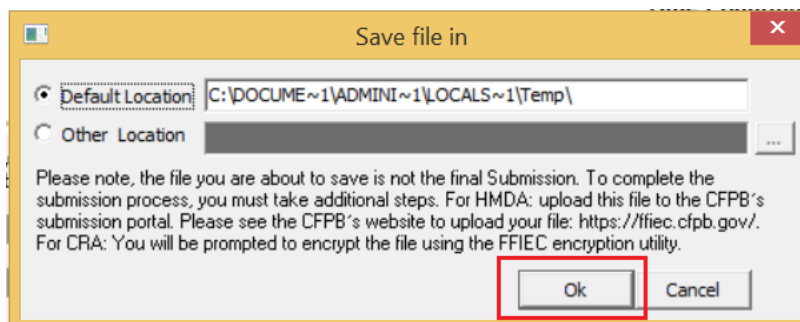 Save file in
x
Default Location C:\DOCUME~1\ADMINI~1\LOCALS~1\Temp\
Other Location ...
Please note, the file you are about to save is not the final Submission. To complete the
submission process, you must take additional steps. For HMDA: upload this file to the CFPB´s
submission portal. Please see the CFPB´s website to upload your file: https://ffiec.cfpb.gov/.
For CRA: You will be prompted to encrypt the file using the FFIEC encryption utility.
Ok Cancel